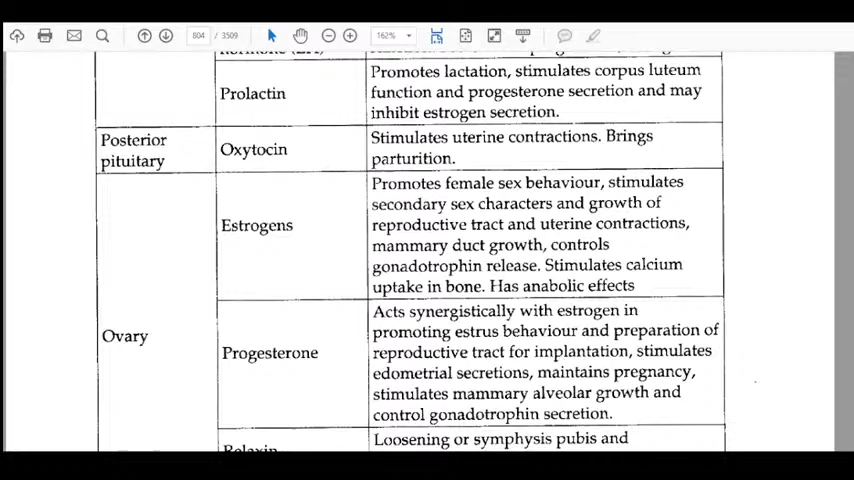 804 / 3509
162%
Prolactin
Promotes lactation, stimulates corpus luteum
function and progesterone secretion and may
inhibit estrogen secretion.
Posterior
pituitary
Oxytocin
Stimulates uterine contractions. Brings
parturition.
Ovary
Estrogens
Promotes female sex behaviour, stimulates
secondary sex characters and growth of
reproductive tract and uterine contractions,
mammary duct growth, controls
gonadotrophin release. Stimulates calcium
uptake in bone. Has anabolic effects
Progesterone
Acts synergistically with estrogen in
promoting estrus behaviour and preparation of
reproductive tract for implantation, stimulates
edometrial secretions, maintains pregnancy,
stimulates mammary alveolar growth and
control gonadotrophin secretion.
Relaxin
Loosening or symphysis pubis and